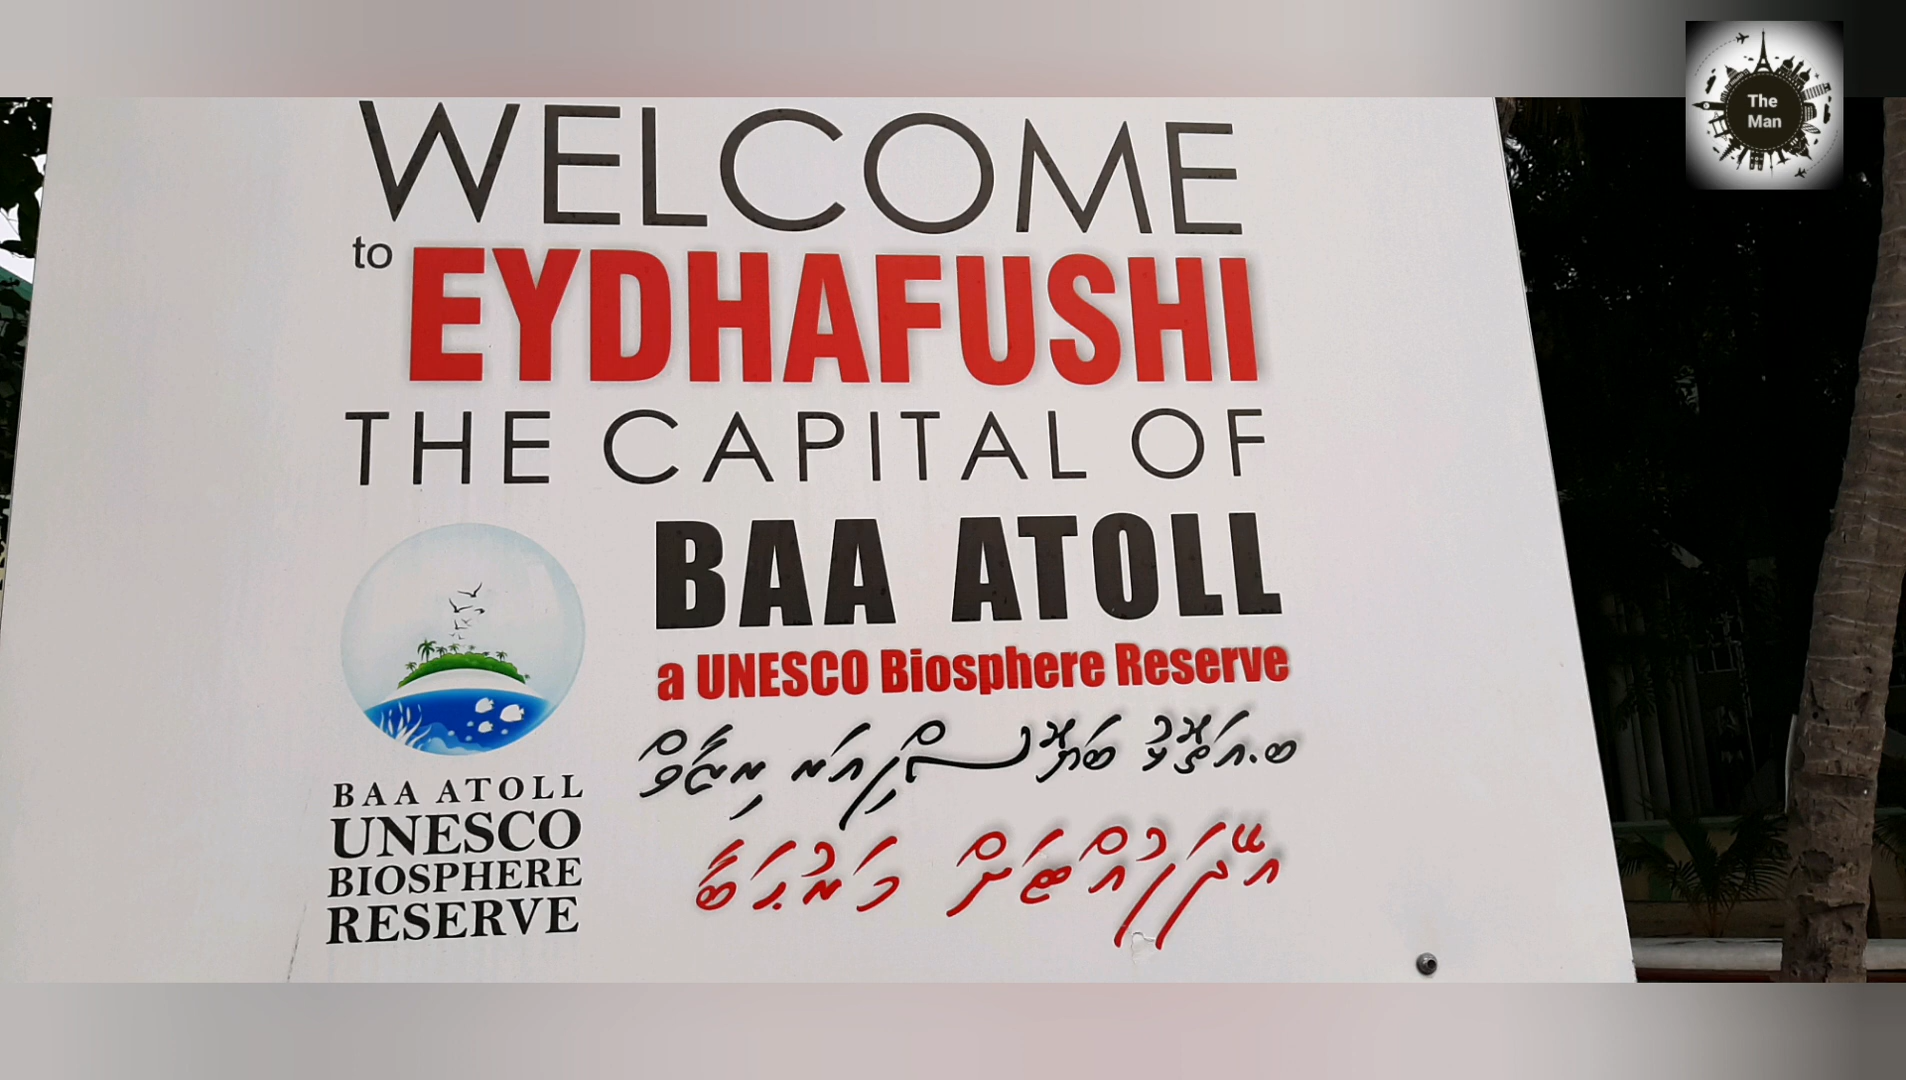 The
Man
WELCOME
to EYDHAFUSHI
THE CAPITAL OF
BAA ATOLL
a UNESCO Biosphere Reserve
ބ.އަތޮޅު ބަޔޮސްފިއަރ ރިޒާވް
އޭދަފުއްޓަށް މަރުޙަބާ
BAA ATOLL
UNESCO
BIOSPHERE
RESERVE